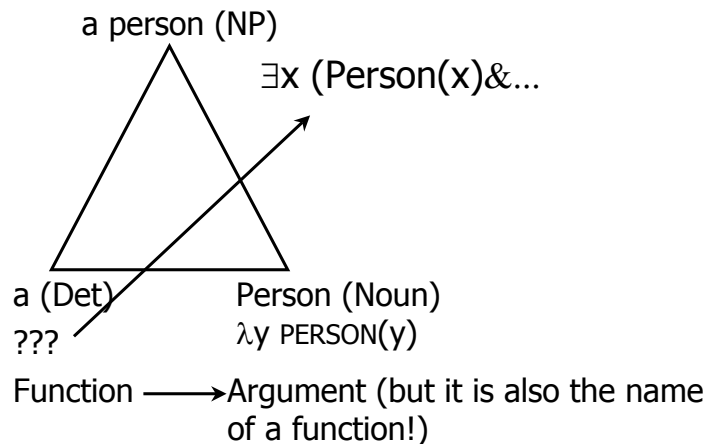 a person (NP)
∃x (Person(x)&...
a (Det)
Person (Noun)
???
λy PERSON(y)
Function
Argument (but it is also the name
of a function!)